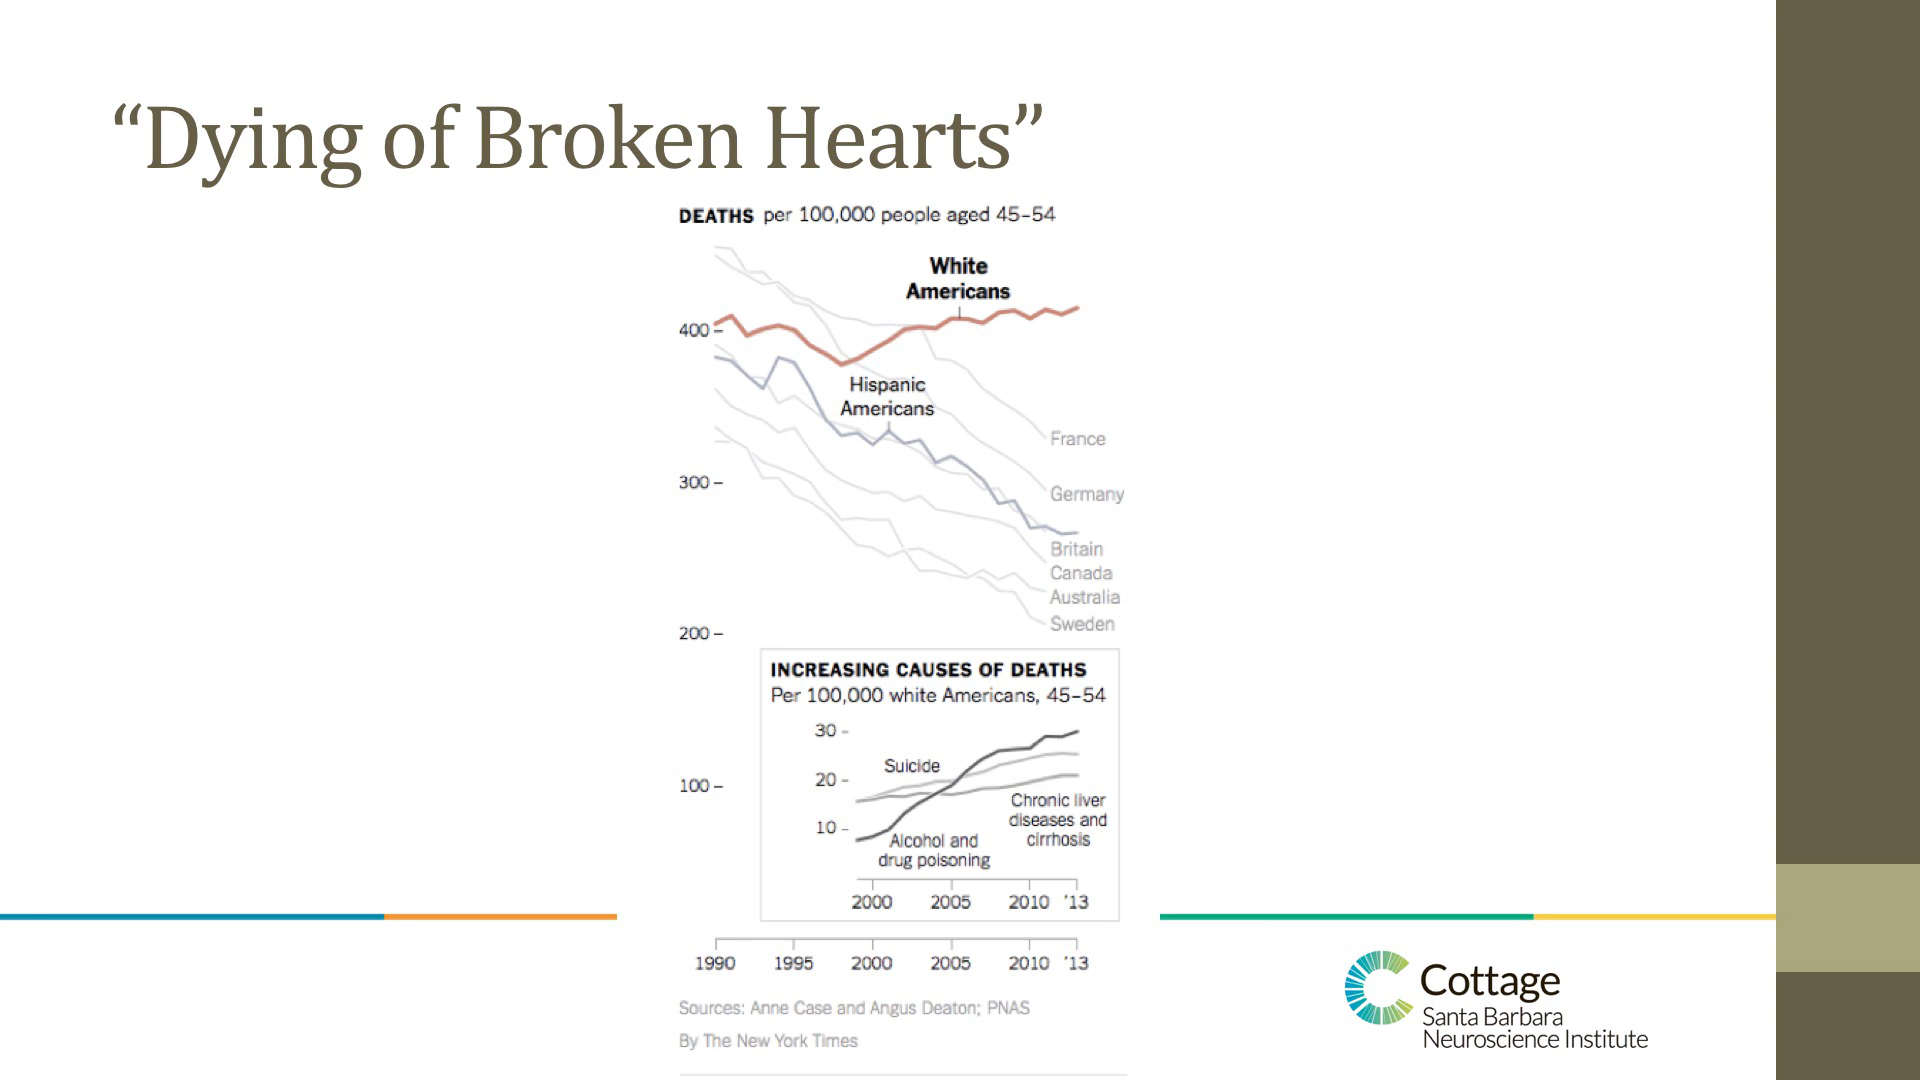 “Dying of Broken Hearts”
DEATHS per 100,000 people aged 45–54
White
Americans
400
Hispanic
Americans
France
300
Germany
Britain
Canada
Australia
Sweden
200
INCREASING CAUSES OF DEATHS
Per 100,000 white Americans, 45–54
30
Suicide
20
100
Chronic liver
diseases and
cirrhosis
10
Alcohol and
drug poisoning
2000 2005 2010 '13
1990 1995 2000 2005 2010 '13
Sources: Anne Case and Angus Deaton; PNAS
By The New York Times
Cottage
Santa Barbara
Neuroscience Institute